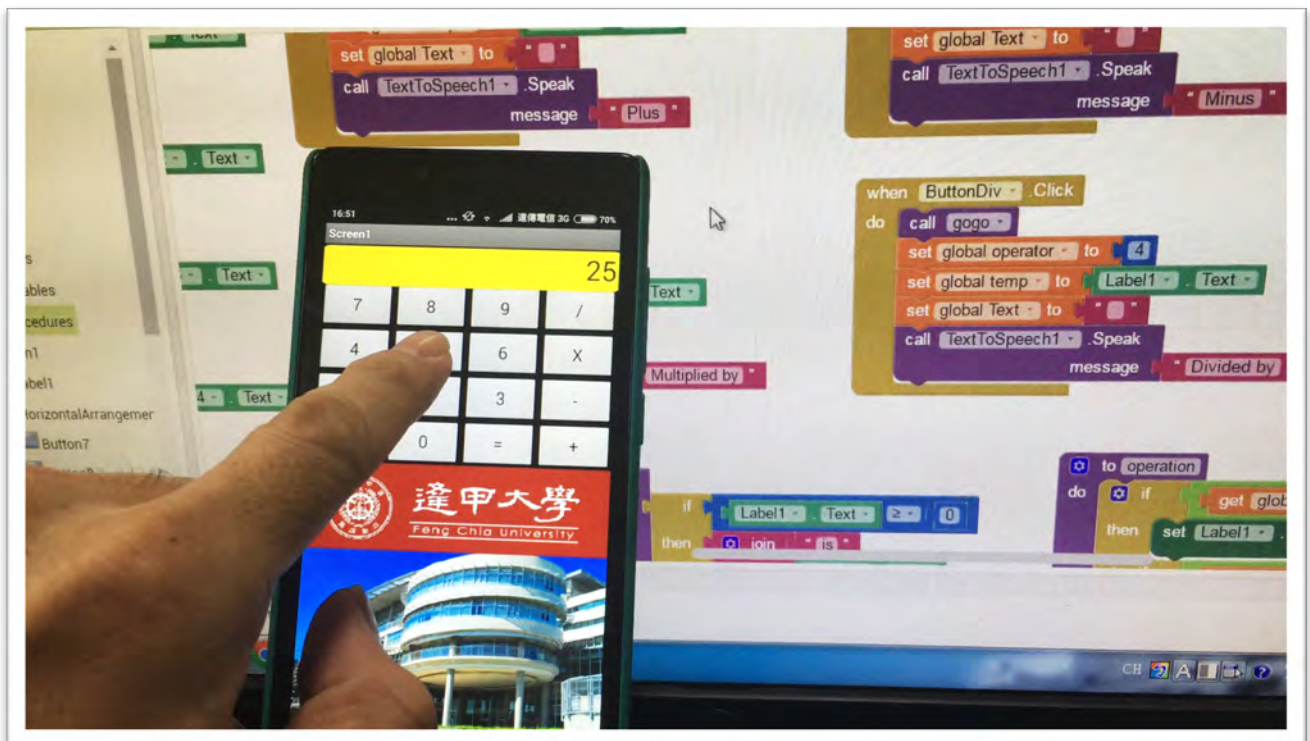 Text
set global Text to " "
call TextToSpeech1 .Speak
message " Plus "
set global Text to " "
call TextToSpeech1 .Speak
message " Minus "
. Text
when ButtonDiv .Click
do call gogo
set global operator to 4
set global temp to Label1 . Text
set global Text to " "
call TextToSpeech1 .Speak
message " Divided by
. Text
Text
Multiplied by "
4 . Text
if Label1 . Text ≥ 0
then join " is "
to operation
do if get glob
then set Label1 .
s
ables
cedures
n1
abel1
HorizontalArrangemer
Button7
16:51 ... 遠傳電信 3G 70%
Screen1
25
7 8 9 /
4 6 X
3 -
0 = +
逢甲大學
Feng Chia University
CH A ?